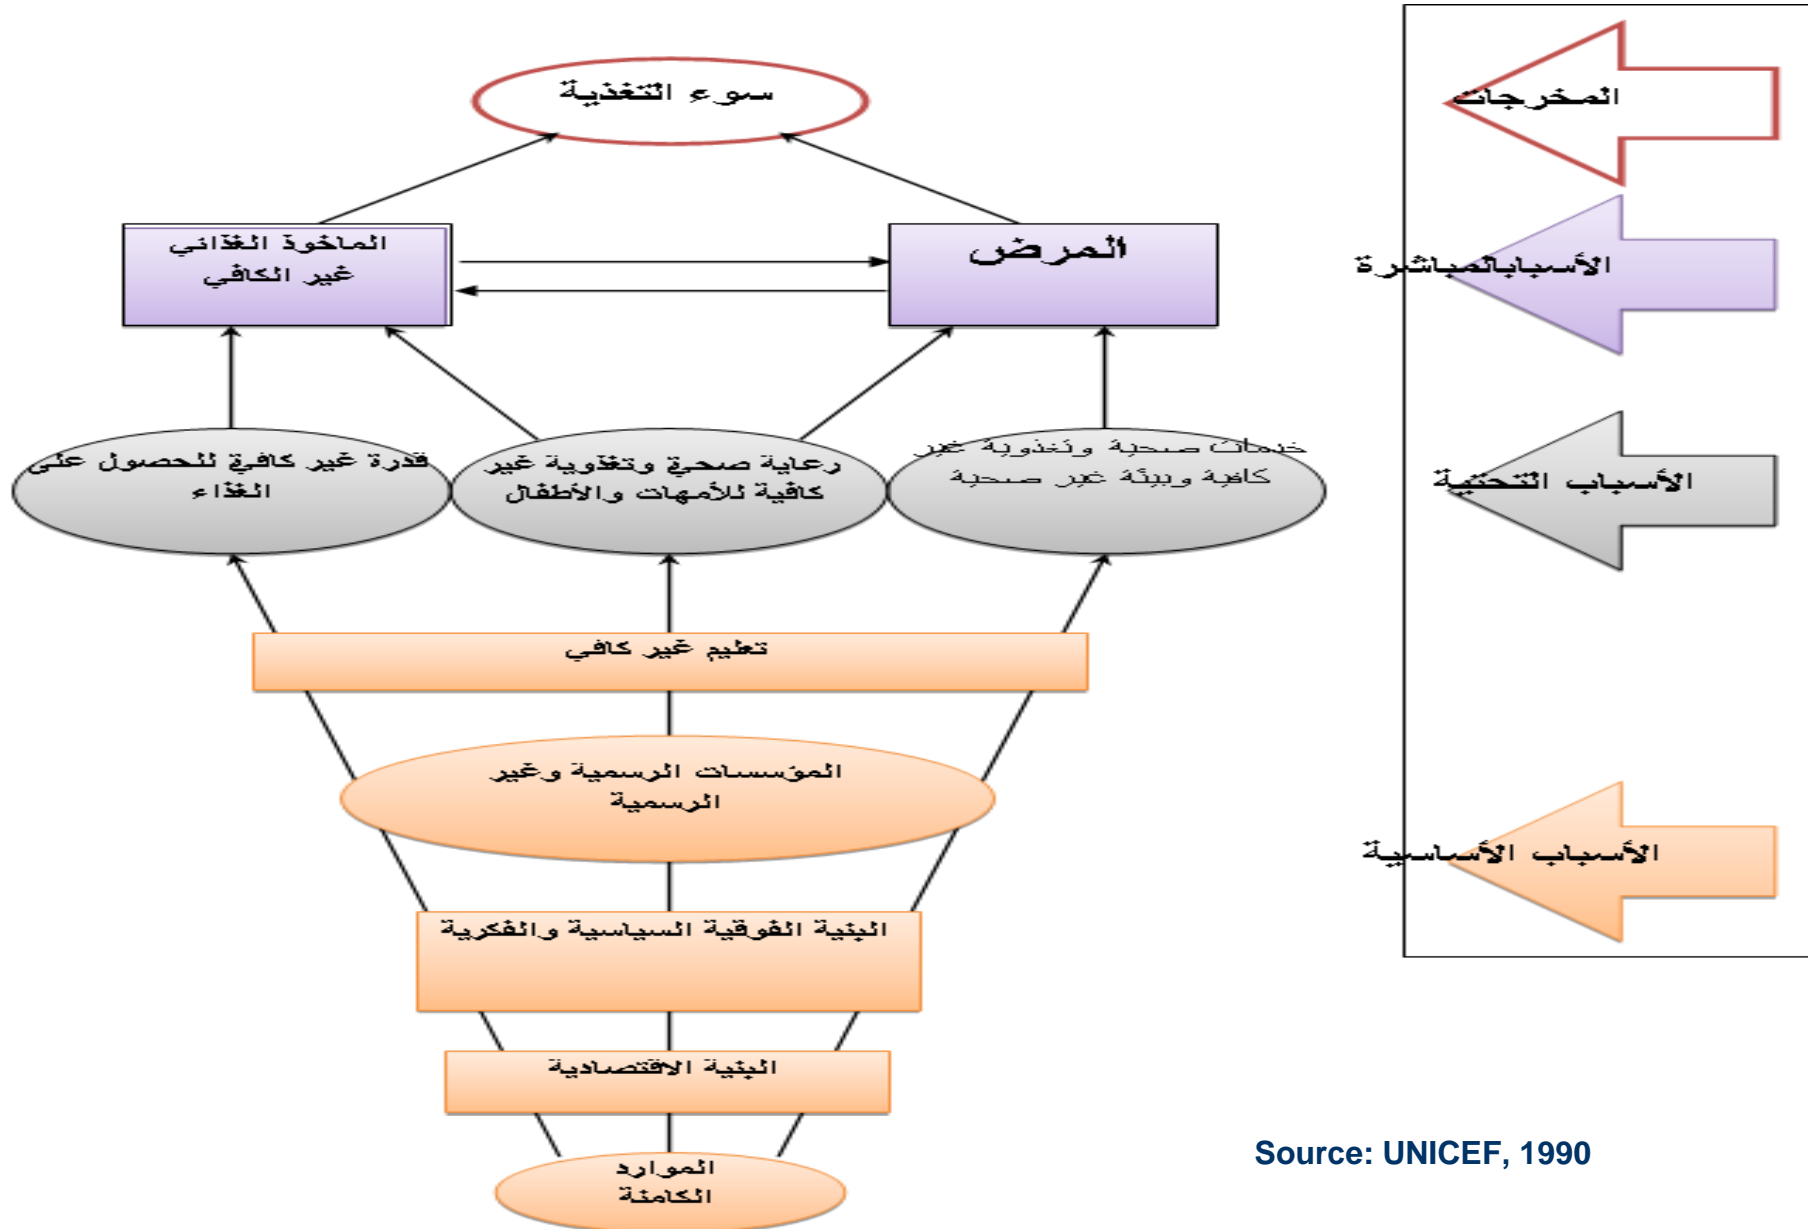 سوء التغذية
المخرجات
المرض
الماخوذ الغذائي
غير الكافي
الأسبابالمباشرة
خدمات صحية وتغذوية غير
كافية وبيئة غير صحية
رعاية صحية وتغذوية غير
كافية للأمهات والأطفال
قدرة غير كافية للحصول على
الغذاء
الأسباب التحتية
تعليم غير كافي
المؤسسات الرسمية وغير
الرسمية
الأسباب الأساسية
البنية الفوقية السياسية والفكرية
البنية الاقتصادية
الموارد
الكامنة
Source: UNICEF, 1990